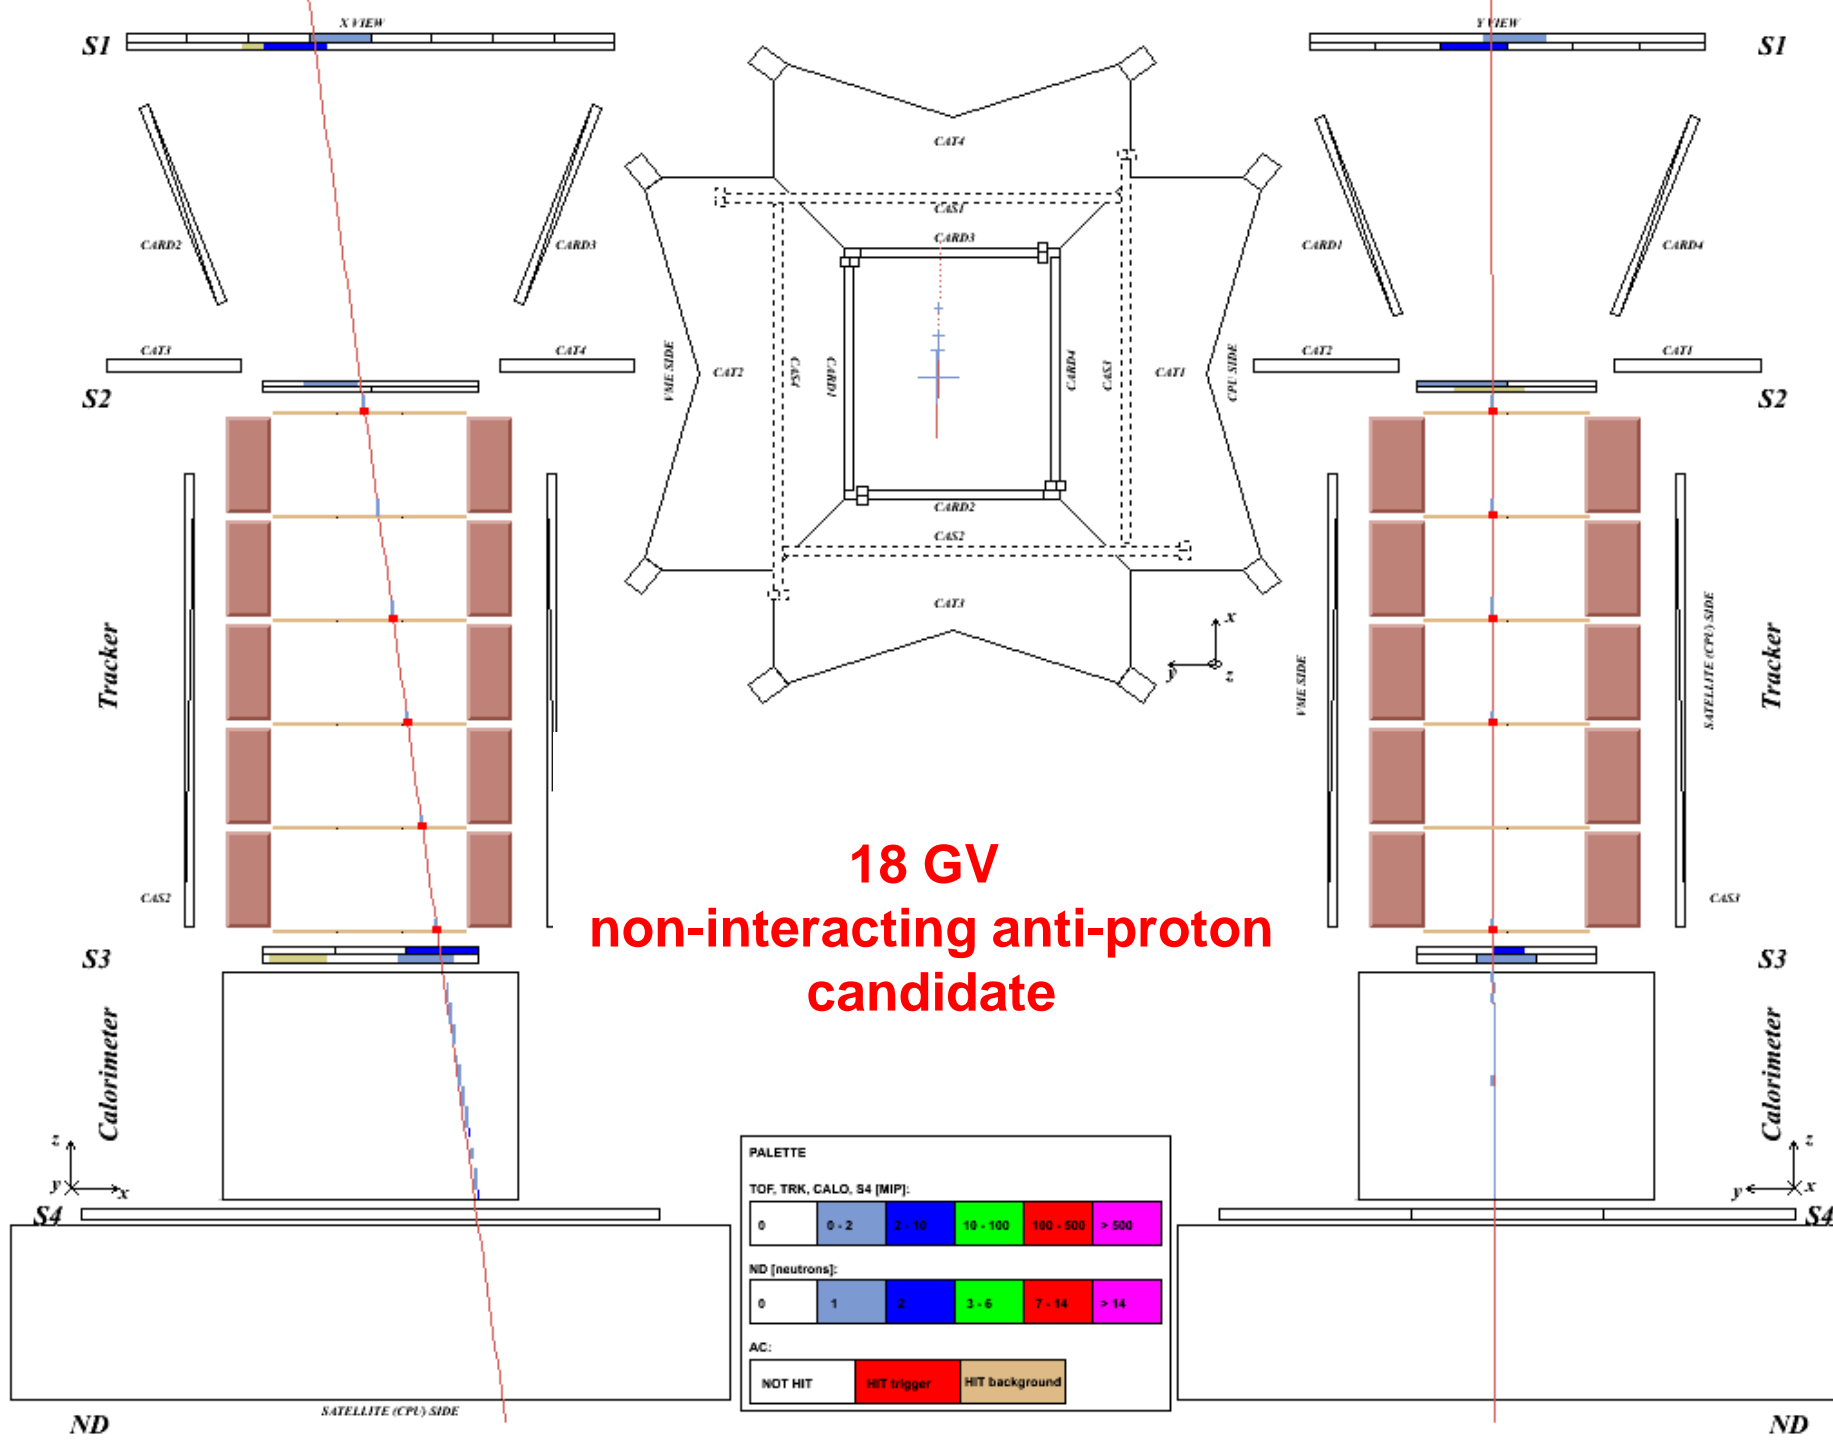 X VIEW
Y VIEW
S1
S1
CAT4
CARD2
CARD3
CAS1
CARD3
CARD1
CARD4
CAT3
CAT4
VME SIDE
CAT2
CAS4
CARD1
CARD4
CAS3
CAT1
CPU SIDE
CAT2
CAT1
S2
S2
CARD2
CAS2
CAT3
x
y
z
Tracker
VME SIDE
SATELLITE (CPU) SIDE
Tracker
18 GV
non-interacting anti-proton
candidate
CAS2
CAS3
S3
S3
Calorimeter
Calorimeter
z
y
x
z
y
x
PALETTE
TOF, TRK, CALO, S4 [MIP]:
0 0 - 2 2 - 10 10 - 100 100 - 500 > 500
ND [neutrons]:
0 1 2 3 - 6 7 - 14 > 14
AC:
NOT HIT HIT trigger HIT background
S4
S4
SATELLITE (CPU) SIDE
ND
ND